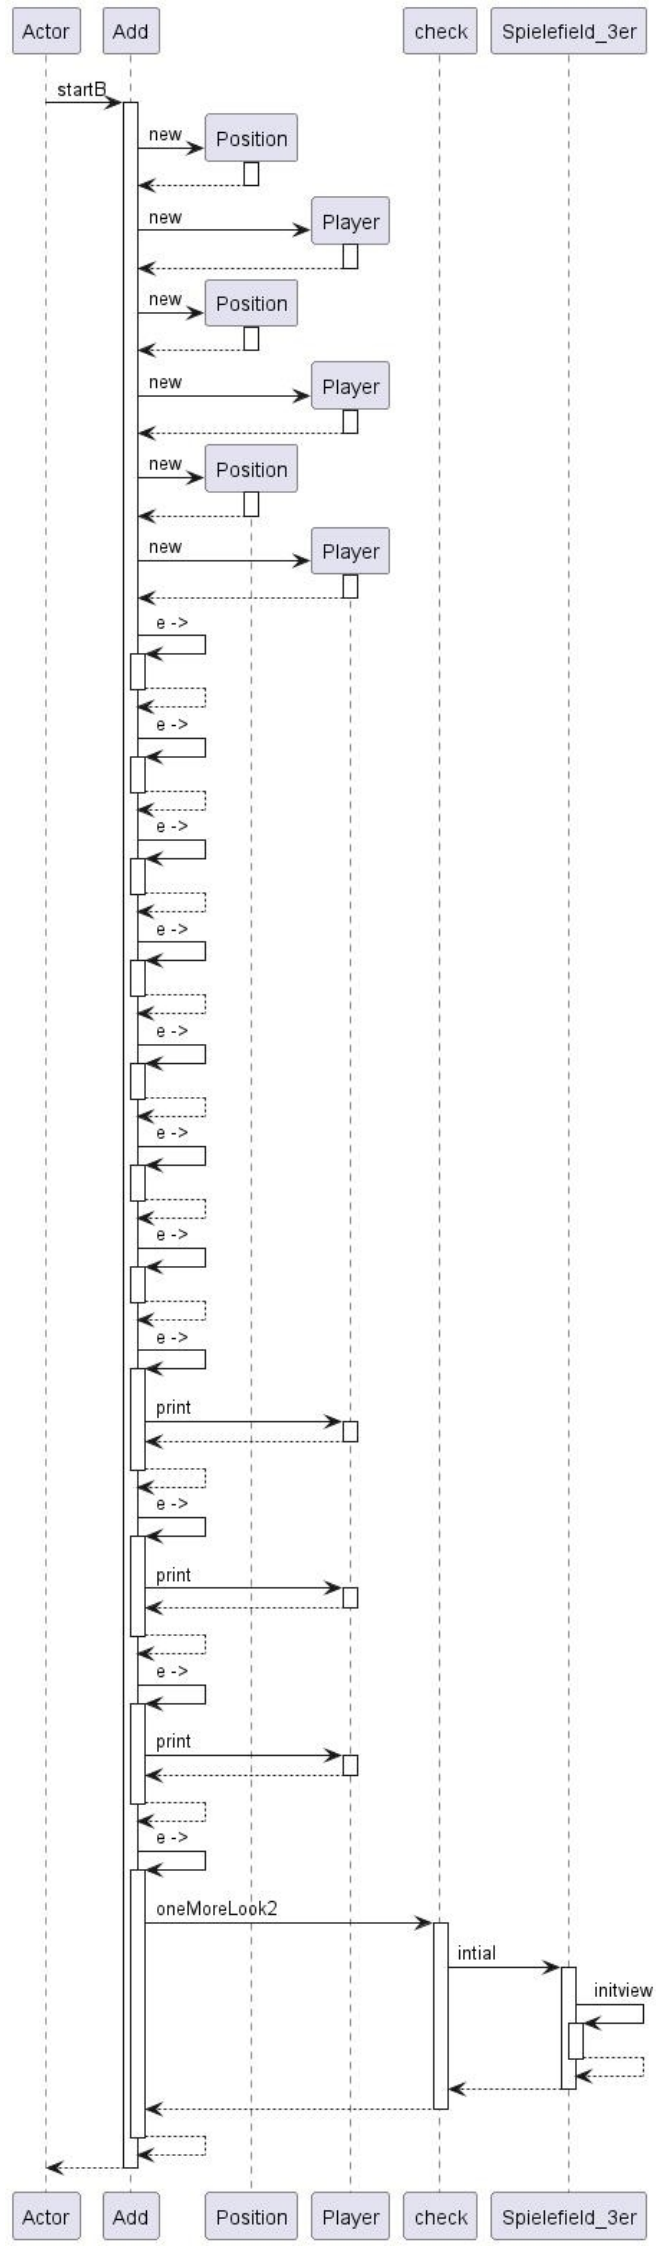 Actor Add check Spielefield_3er
startB
new Position
new Player
new Position
new Player
new Position
new Player
e ->
e ->
e ->
e ->
e ->
e ->
e ->
e ->
print
e ->
print
e ->
print
e ->
oneMoreLook2
intial
initview
Actor Add Position Player check Spielefield_3er